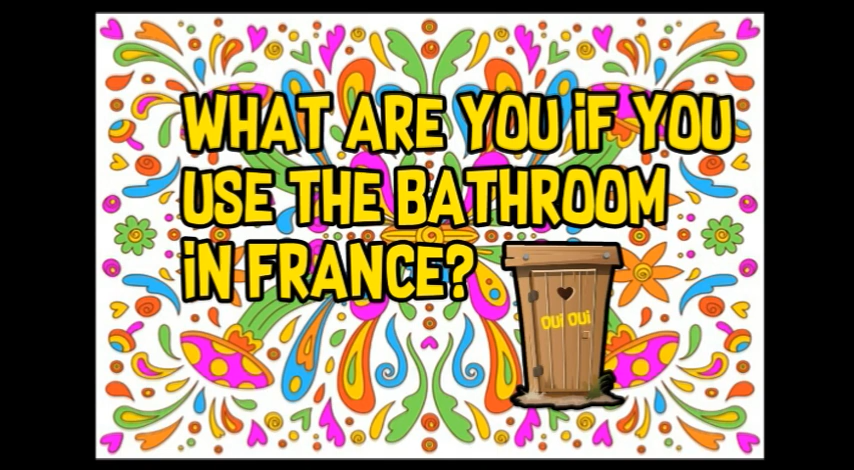 WHAT ARE YOU iF YOU
USE THE BATHROOM
iN FRANCE?
OUi OUi